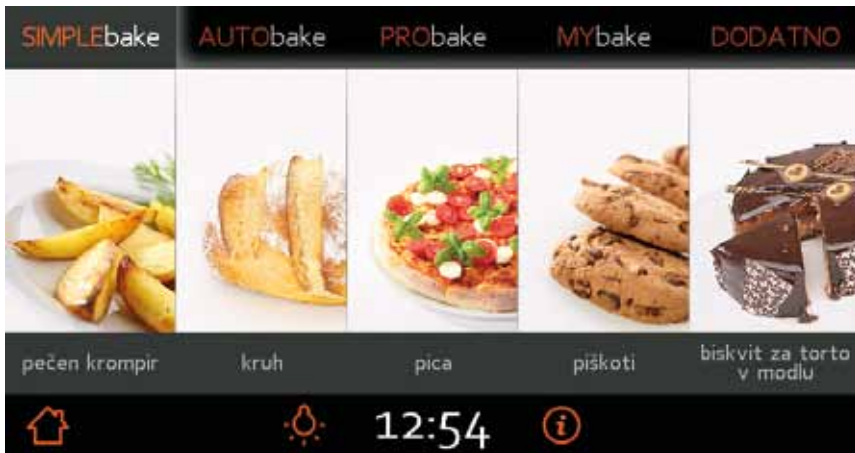 SIMPLEbake AUTObake PRObake MYbake DODATNO
pečen krompir kruh pica piškoti biskvit za torto
v modlu
12:54 i